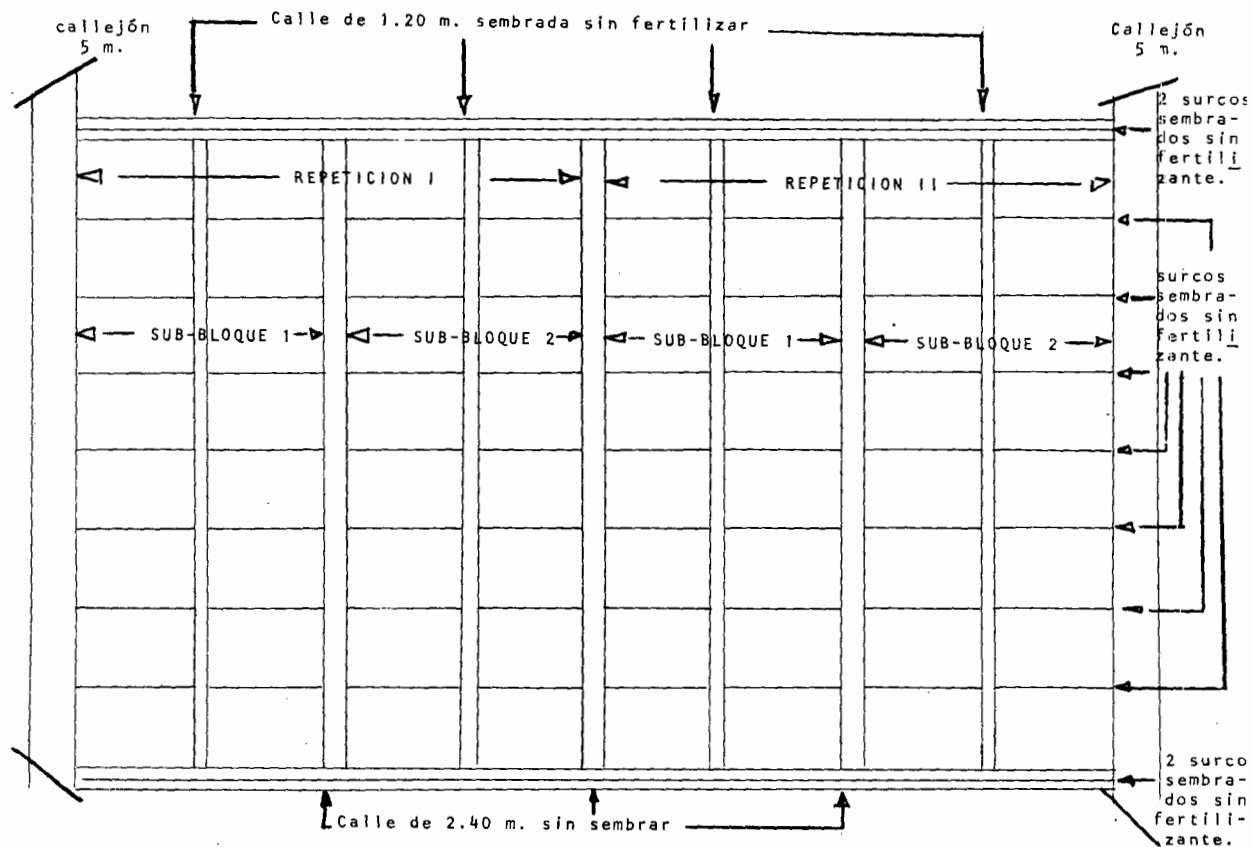 Calle de 1.20 m. sembrada sin fertilizar
callejón
5 m.
Callejón
5 m.
2 surcos
sembra-
dos sin
fertili
zante.
REPETICION I
REPETICION II
surcos
sembra-
dos sin
fertili
zante.
SUB-BLOQUE 1
SUB-BLOQUE 2
SUB-BLOQUE 1
SUB-BLOQUE 2
2 surco
sembra-
dos sin
fertili-
zante.
Calle de 2.40 m. sin sembrar